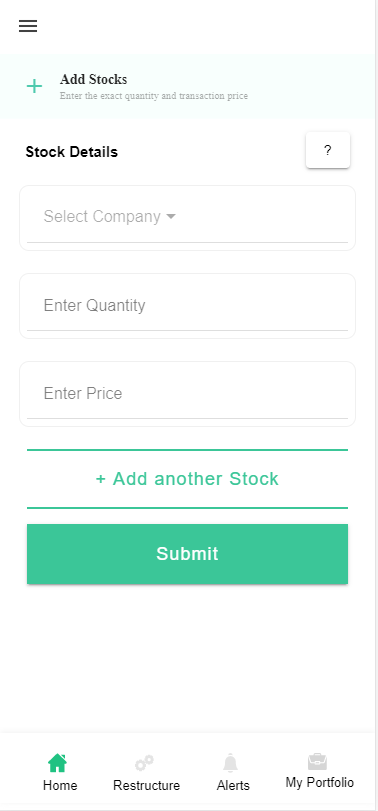 Add Stocks
Enter the exact quantity and transaction price
Stock Details
?
Select Company
Enter Quantity
Enter Price
+ Add another Stock
Submit
Home
Restructure
Alerts
My Portfolio